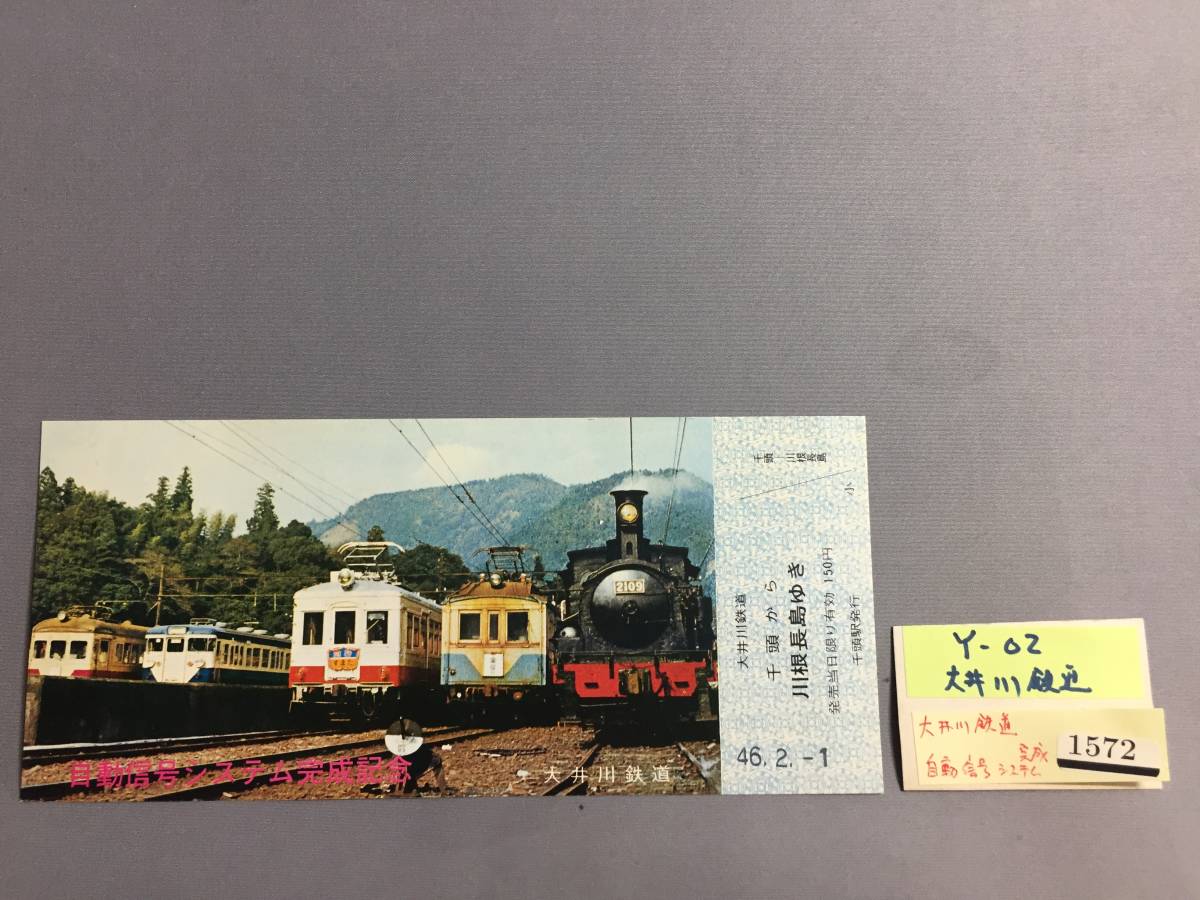 自動信号システム完成記念
大井川鉄道
2109
千頭
川根長島
小
大井川鉄道
千頭から
川根長島ゆき
発売当日限り有効 150円
千頭駅発行
46.2.-1
Y-02
大井川鉄道
大井川鉄道
自動信号システム
完成
1572